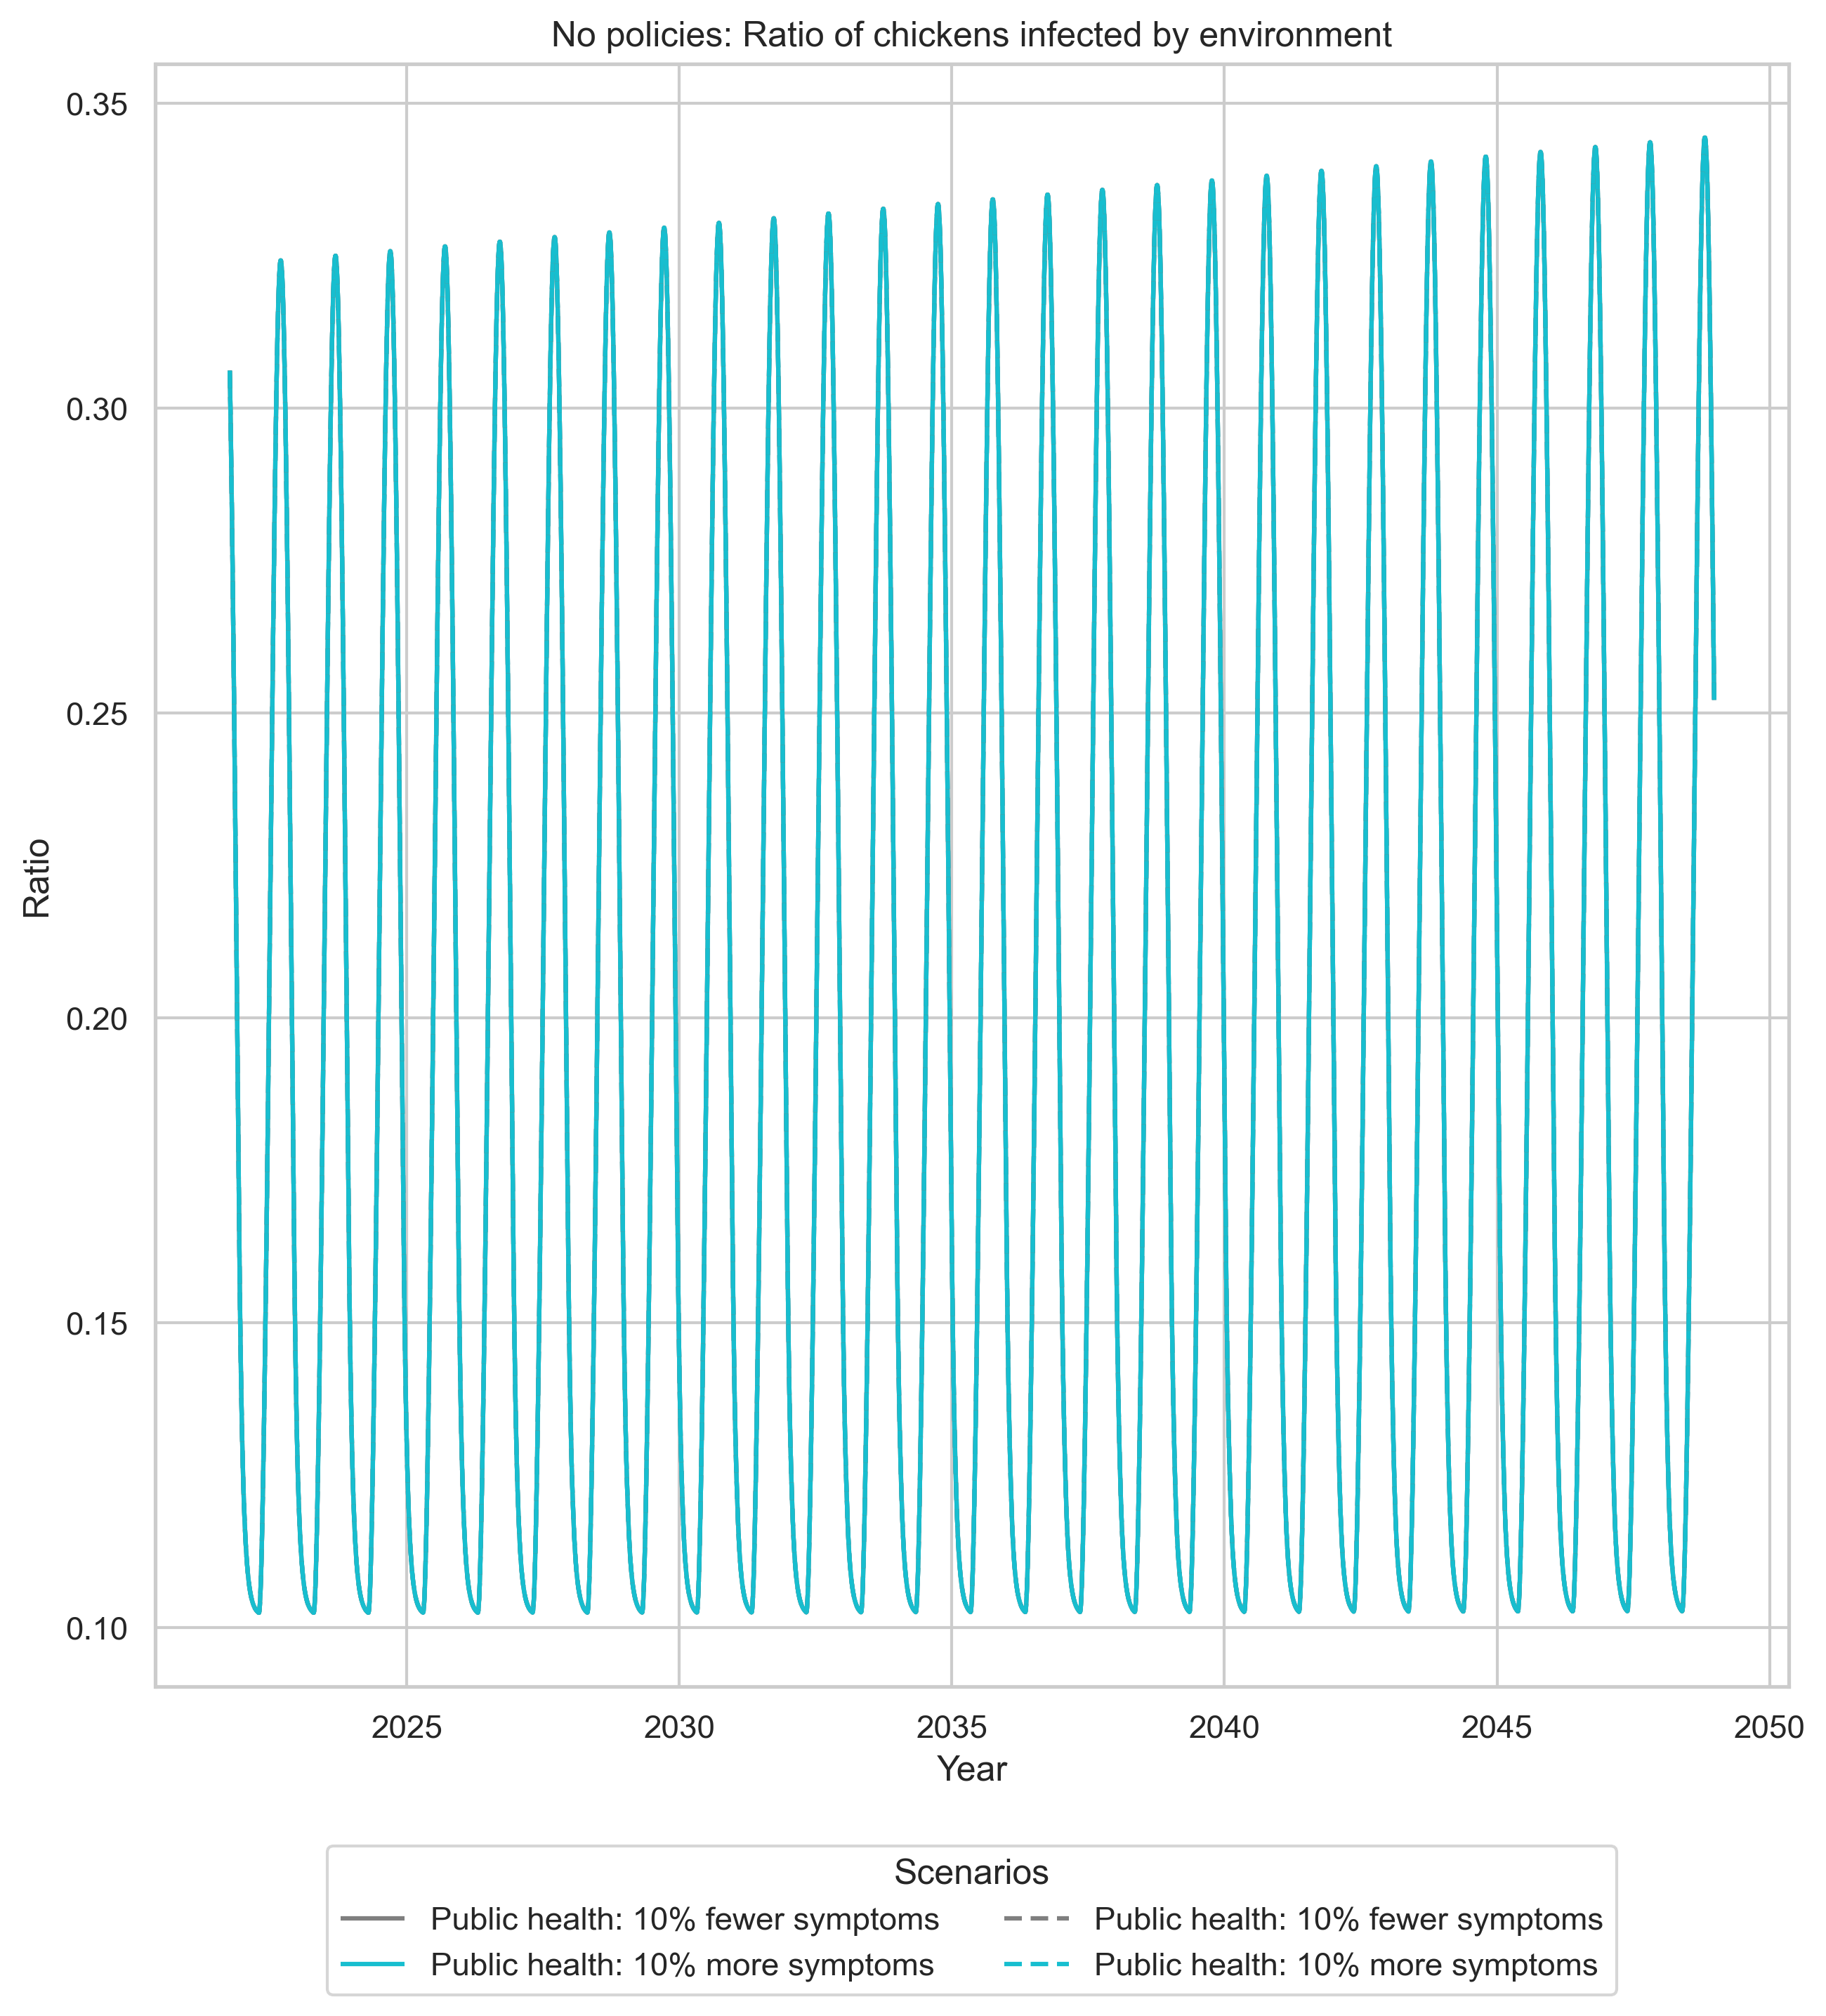 No policies: Ratio of chickens infected by environment
0.35
0.30
0.25
0.20
0.15
0.10
Ratio
2025 2030 2035 2040 2045 2050
Year
Scenarios
Public health: 10% fewer symptoms Public health: 10% fewer symptoms
Public health: 10% more symptoms Public health: 10% more symptoms